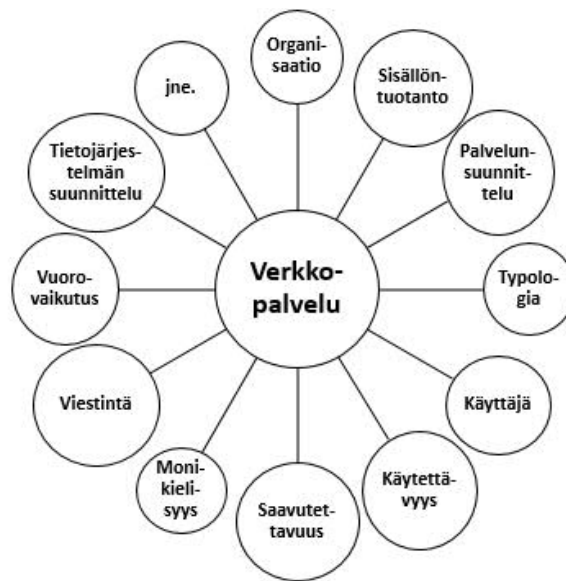 Organi-
saatio
Sisällön-
tuotanto
Palvelun-
suunnit-
telu
Typolo-
gia
Käyttäjä
Käytettä-
vyys
Saavutet-
tavuus
Moni-
kieli-
syys
Viestintä
Vuoro-
vaikutus
Tietojärjes-
telmän
suunnittelu
jne.
Verkko-
palvelu